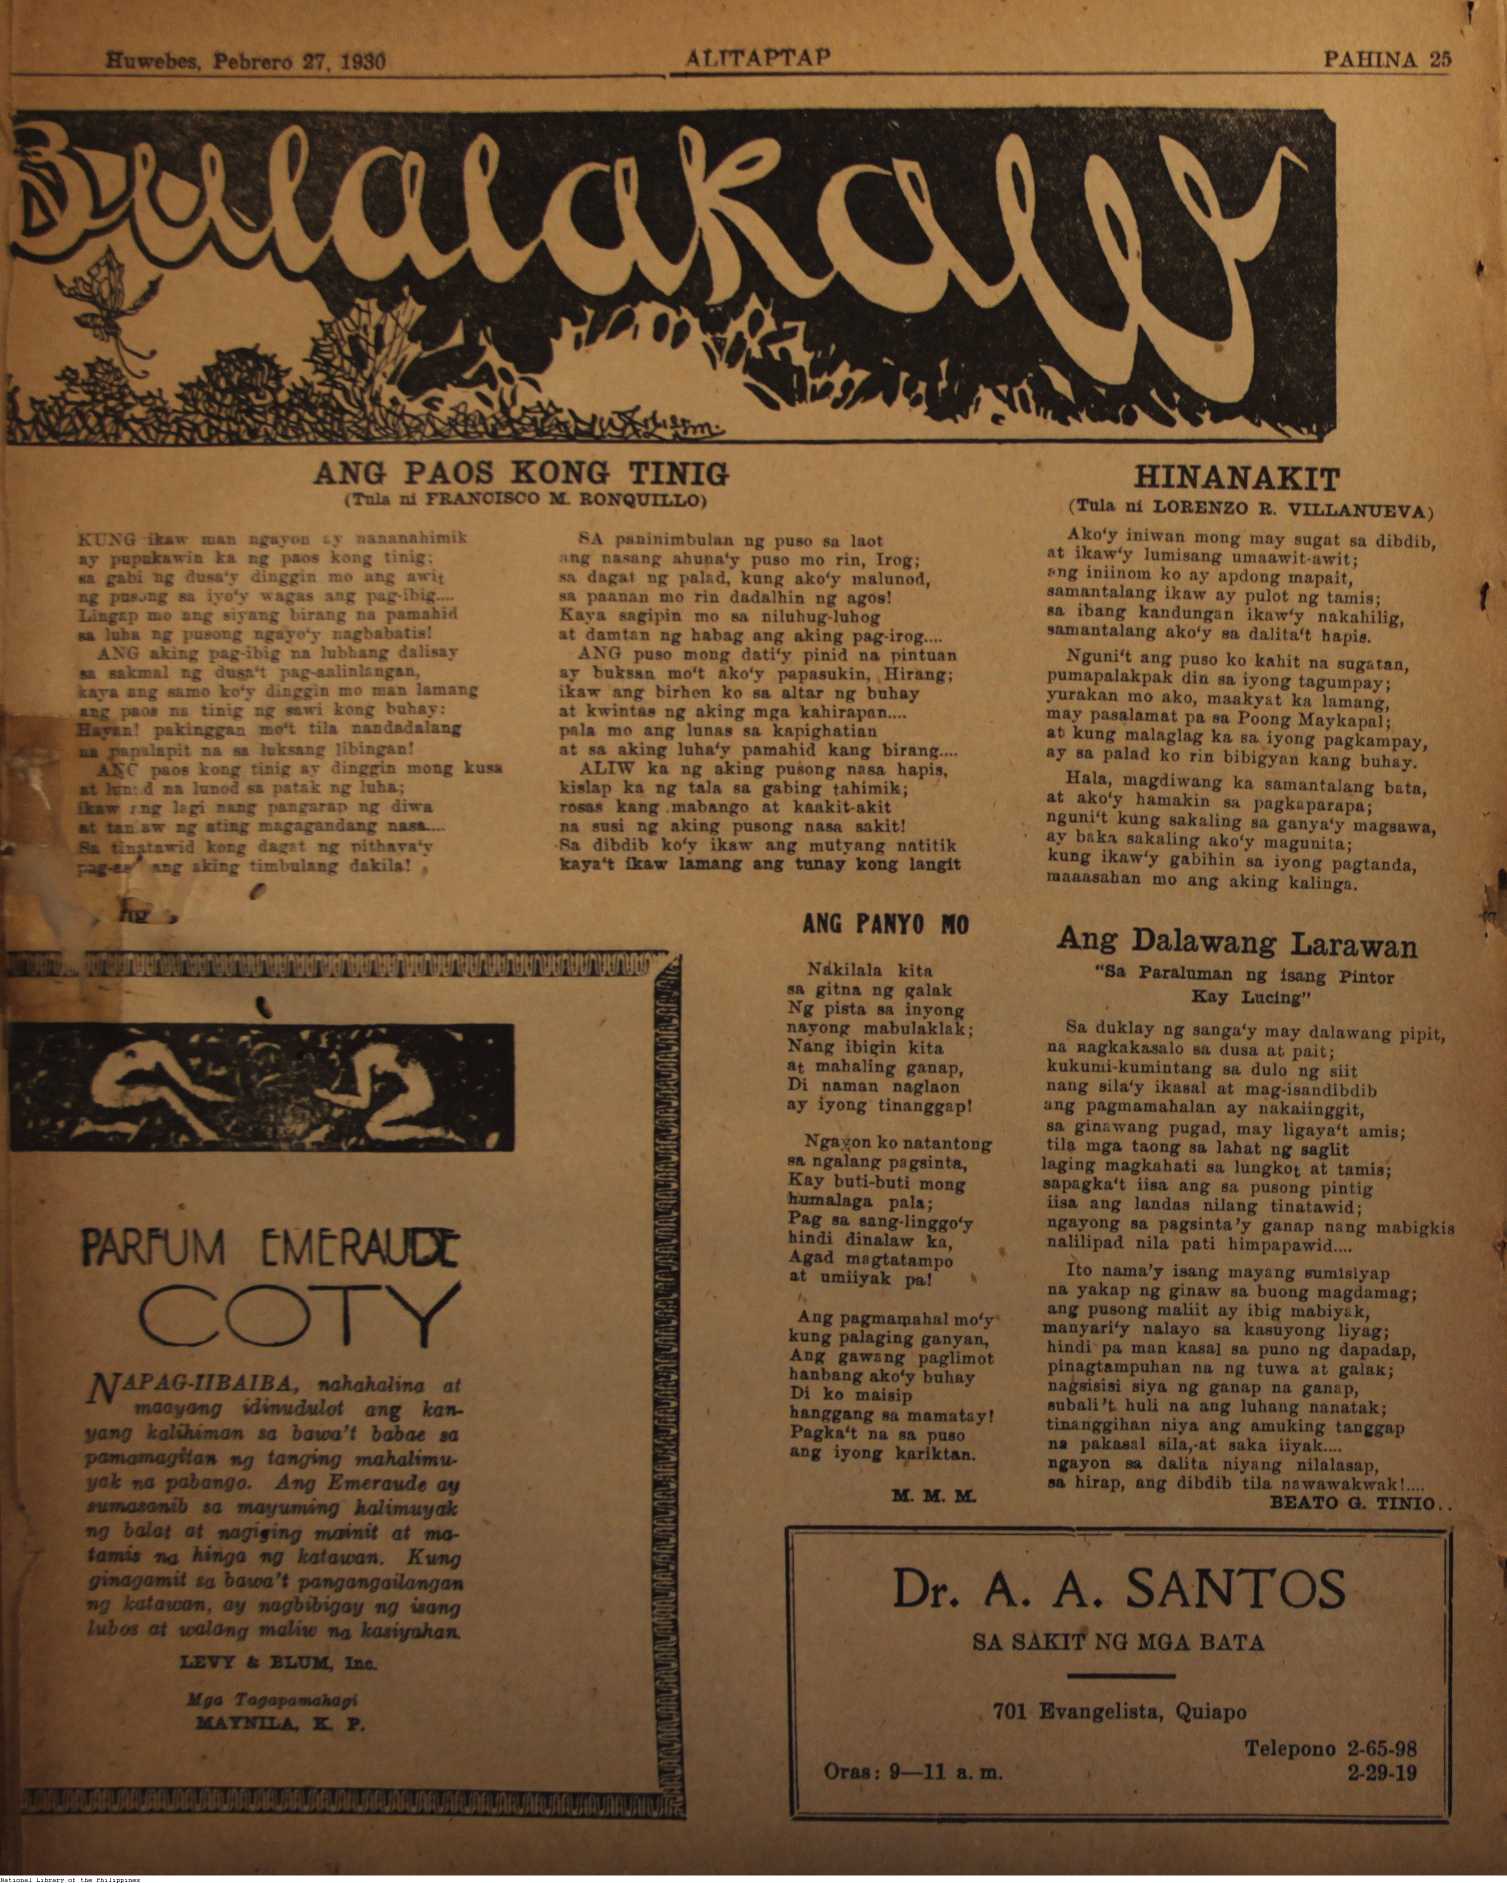 Huwebes, Pebrero 27, 1930
ALITAPTAP
PAHINA 25
Bulalakaw
ANG PAOS KONG TINIG
(Tula ni FRANCISCO M. RONQUILLO)
KUNG ikaw man ngayon ay nananahimik
ay pupukawin ka ng paos kong tinig;
sa gabi ng dusa'y dinggin mo ang awit
ng pusong sa iyo'y wagas ang pag-ibig....
Lingap mo ang siyang birang na pamahid
sa luha ng pusong ngayo'y nagbabatis!
ANG aking pag-ibig na lubhang dalisay
sa sakmal ng dusa't pag-aalinlangan,
kaya ang samo ko'y dinggin mo man lamang
ang paos na tinig ng sawi kong buhay:
Hayan! pakinggan mo't tila nandadalang
na papalapit na sa luksang libingan!
ANG paos kong tinig ay dinggin mong kusa
at lunod na lunod sa patak ng luha;
ikaw ang lagi nang pangarap ng diwa
at tanaw ng ating magagandang nasa....
Sa tinatawid kong dagat ng pithaya'y
ang aking timbulang dakila!
SA paninimbulan ng puso sa laot
ang nasang ahuna'y puso mo rin, Irog;
sa dagat ng palad, kung ako'y malunod,
sa paanan mo rin dadalhin ng agos!
Kaya sagipin mo sa niluhug-luhog
at damtan ng habag ang aking pag-irog....
ANG puso mong dati'y pinid na pintuan
ay buksan mo't ako'y papasukin, Hirang;
ikaw ang birhen ko sa altar ng buhay
at kwintas ng aking mga kahirapan....
pala mo ang lunas sa kapighatian
at sa aking luha'y pamahid kang birang....
ALIW ka ng aking pusong nasa hapis,
kislap ka ng tala sa gabing tahimik;
rosas kang mabango at kaakit-akit
na susi ng aking pusong nasa sakit!
Sa dibdib ko'y ikaw ang mutyang natitik
kaya't ikaw lamang ang tunay kong langit
HINANAKIT
(Tula ni LORENZO R. VILLANUEVA)
Ako'y iniwan mong may sugat sa dibdib,
at ikaw'y lumisang umaawit-awit;
ang iniinom ko ay apdong mapait,
samantalang ikaw ay pulot ng tamis;
sa ibang kandungan ikaw'y nakahilig,
samantalang ako'y sa dalita't hapis.
Nguni't ang puso ko kahit na sugatan,
pumapalakpak din sa iyong tagumpay;
yurakan mo ako, maakyat ka lamang,
may pasalamat pa sa Poong Maykapal;
at kung malaglag ka sa iyong pagkampay,
ay sa palad ko rin bibigyan kang buhay.
Hala, magdiwang ka samantalang bata,
at ako'y hamakin sa pagkaparapa;
nguni't kung sakaling sa ganya'y magsawa,
ay baka sakaling ako'y magunita;
kung ikaw'y gabihin sa iyong pagtanda,
maaasahan mo ang aking kalinga.
ANG PANYO MO
Nakilala kita
sa gitna ng galak
Ng pista sa inyong
nayong mabulaklak;
Nang ibigin kita
at mahaling ganap,
Di naman naglaon
ay iyong tinanggap!
Ngayon ko natantong
sa ngalang pagsinta,
Kay buti-buti mong
humalaga pala;
Pag sa sang-linggo'y
hindi dinalaw ka,
Agad magtatampo
at umiiyak pa!
Ang pagmamahal mo'y
kung palaging ganyan,
Ang gawang paglimot
hanbang ako'y buhay
Di ko maisip
hanggang sa mamatay!
Pagka't na sa puso
ang iyong kariktan.
M. M. M.
Ang Dalawang Larawan
"Sa Paraluman ng isang Pintor
Kay Lucing"
Sa duklay ng sanga'y may dalawang pipit,
na nagkakasalo sa dusa at pait;
kukumi-kumintang sa dulo ng siit
nang sila'y ikasal at mag-isandibdib
ang pagmamahalan ay nakaiinggit,
sa ginawang pugad, may ligaya't amis;
tila mga taong sa lahat ng saglit
laging magkahati sa lungkot at tamis;
sapagka't iisa ang sa pusong pintig
iisa ang landas nilang tinatawid;
ngayong sa pagsinta'y ganap nang mabigkis
nalilipad nila pati himpapawid....
Ito nama'y isang mayang sumisiyap
na yakap ng ginaw sa buong magdamag;
ang pusong maliit ay ibig mabiyak,
manyari'y nalayo sa kasuyong liyag;
hindi pa man kasal sa puno ng dapadap,
pinagtampuhan na ng tuwa at galak;
nagsisisi siya ng ganap na ganap,
subali't huli na ang luhang nanatak;
tinanggihan niya ang amuking tanggap
na pakasal sila, at saka iiyak....
ngayon sa dalita niyang nilalasap,
sa hirap, ang dibdib tila nawawakwak!....
BEATO G. TINIO..
PARFUM EMERAUDE
COTY
NAPAG-IIBAIBA, nahahalina at
maayang idinudulot ang kan-
yang kalihiman sa bawa't babae sa
pamamagitan ng tanging mahalimu-
yak na pabango. Ang Emeraude ay
sumasanib sa mayuming halimuyak
ng balat at nagiging mainit at ma-
tamis na hinga ng katawan. Kung
ginagamit sa bawa't pangangailangan
ng katawan, ay nagbibigay ng isang
lubos at walang maliw na kasiyahan.
LEVY & BLUM, Inc.
Mga Tagapamahagi
MAYNILA, K. P.
Dr. A. A. SANTOS
SA SAKIT NG MGA BATA
701 Evangelista, Quiapo
Telepono 2-65-98
Oras: 9—11 a. m.
2-29-19
National Library of the Philippines